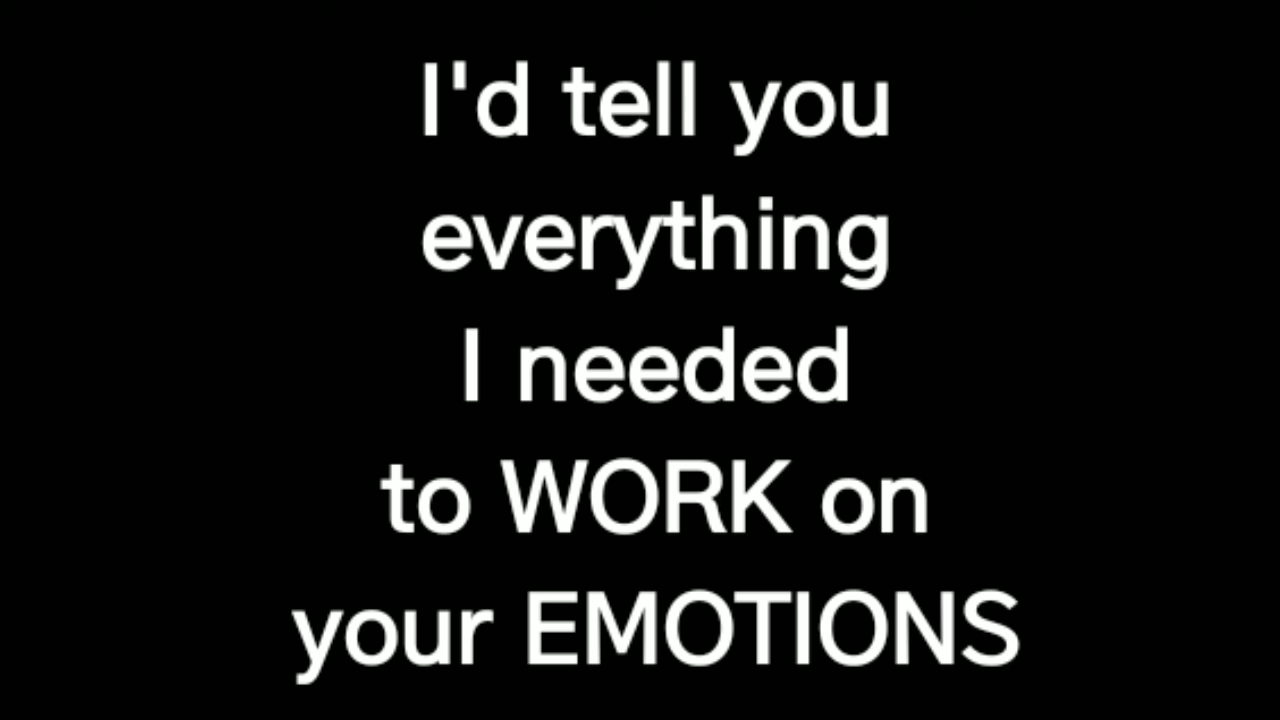 I'd tell you
everything
I needed
to WORK on
your EMOTIONS